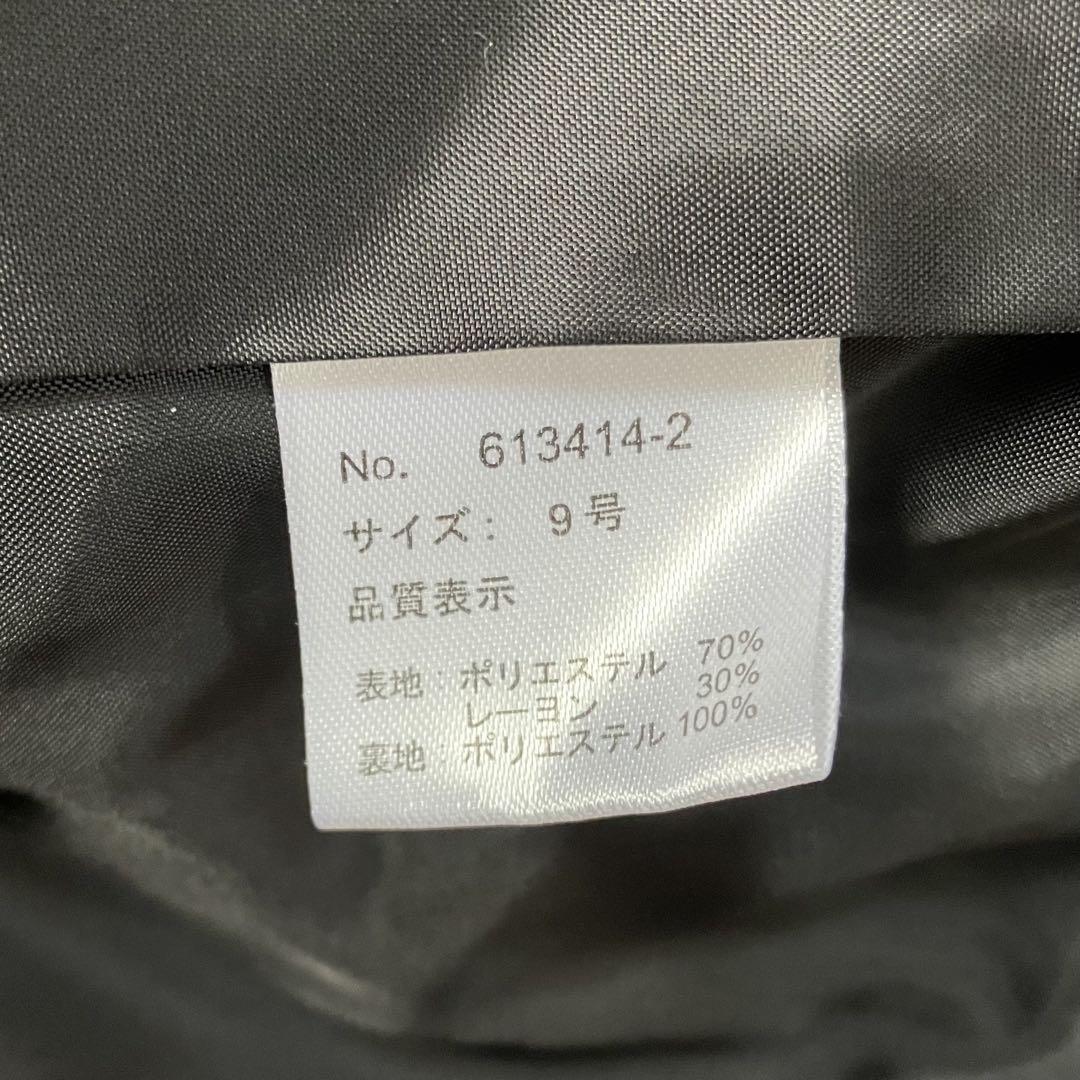 No. 613414-2
サイズ: 9号
品質表示
表地:ポリエステル 70%
レーヨン 30%
裏地:ポリエステル 100%